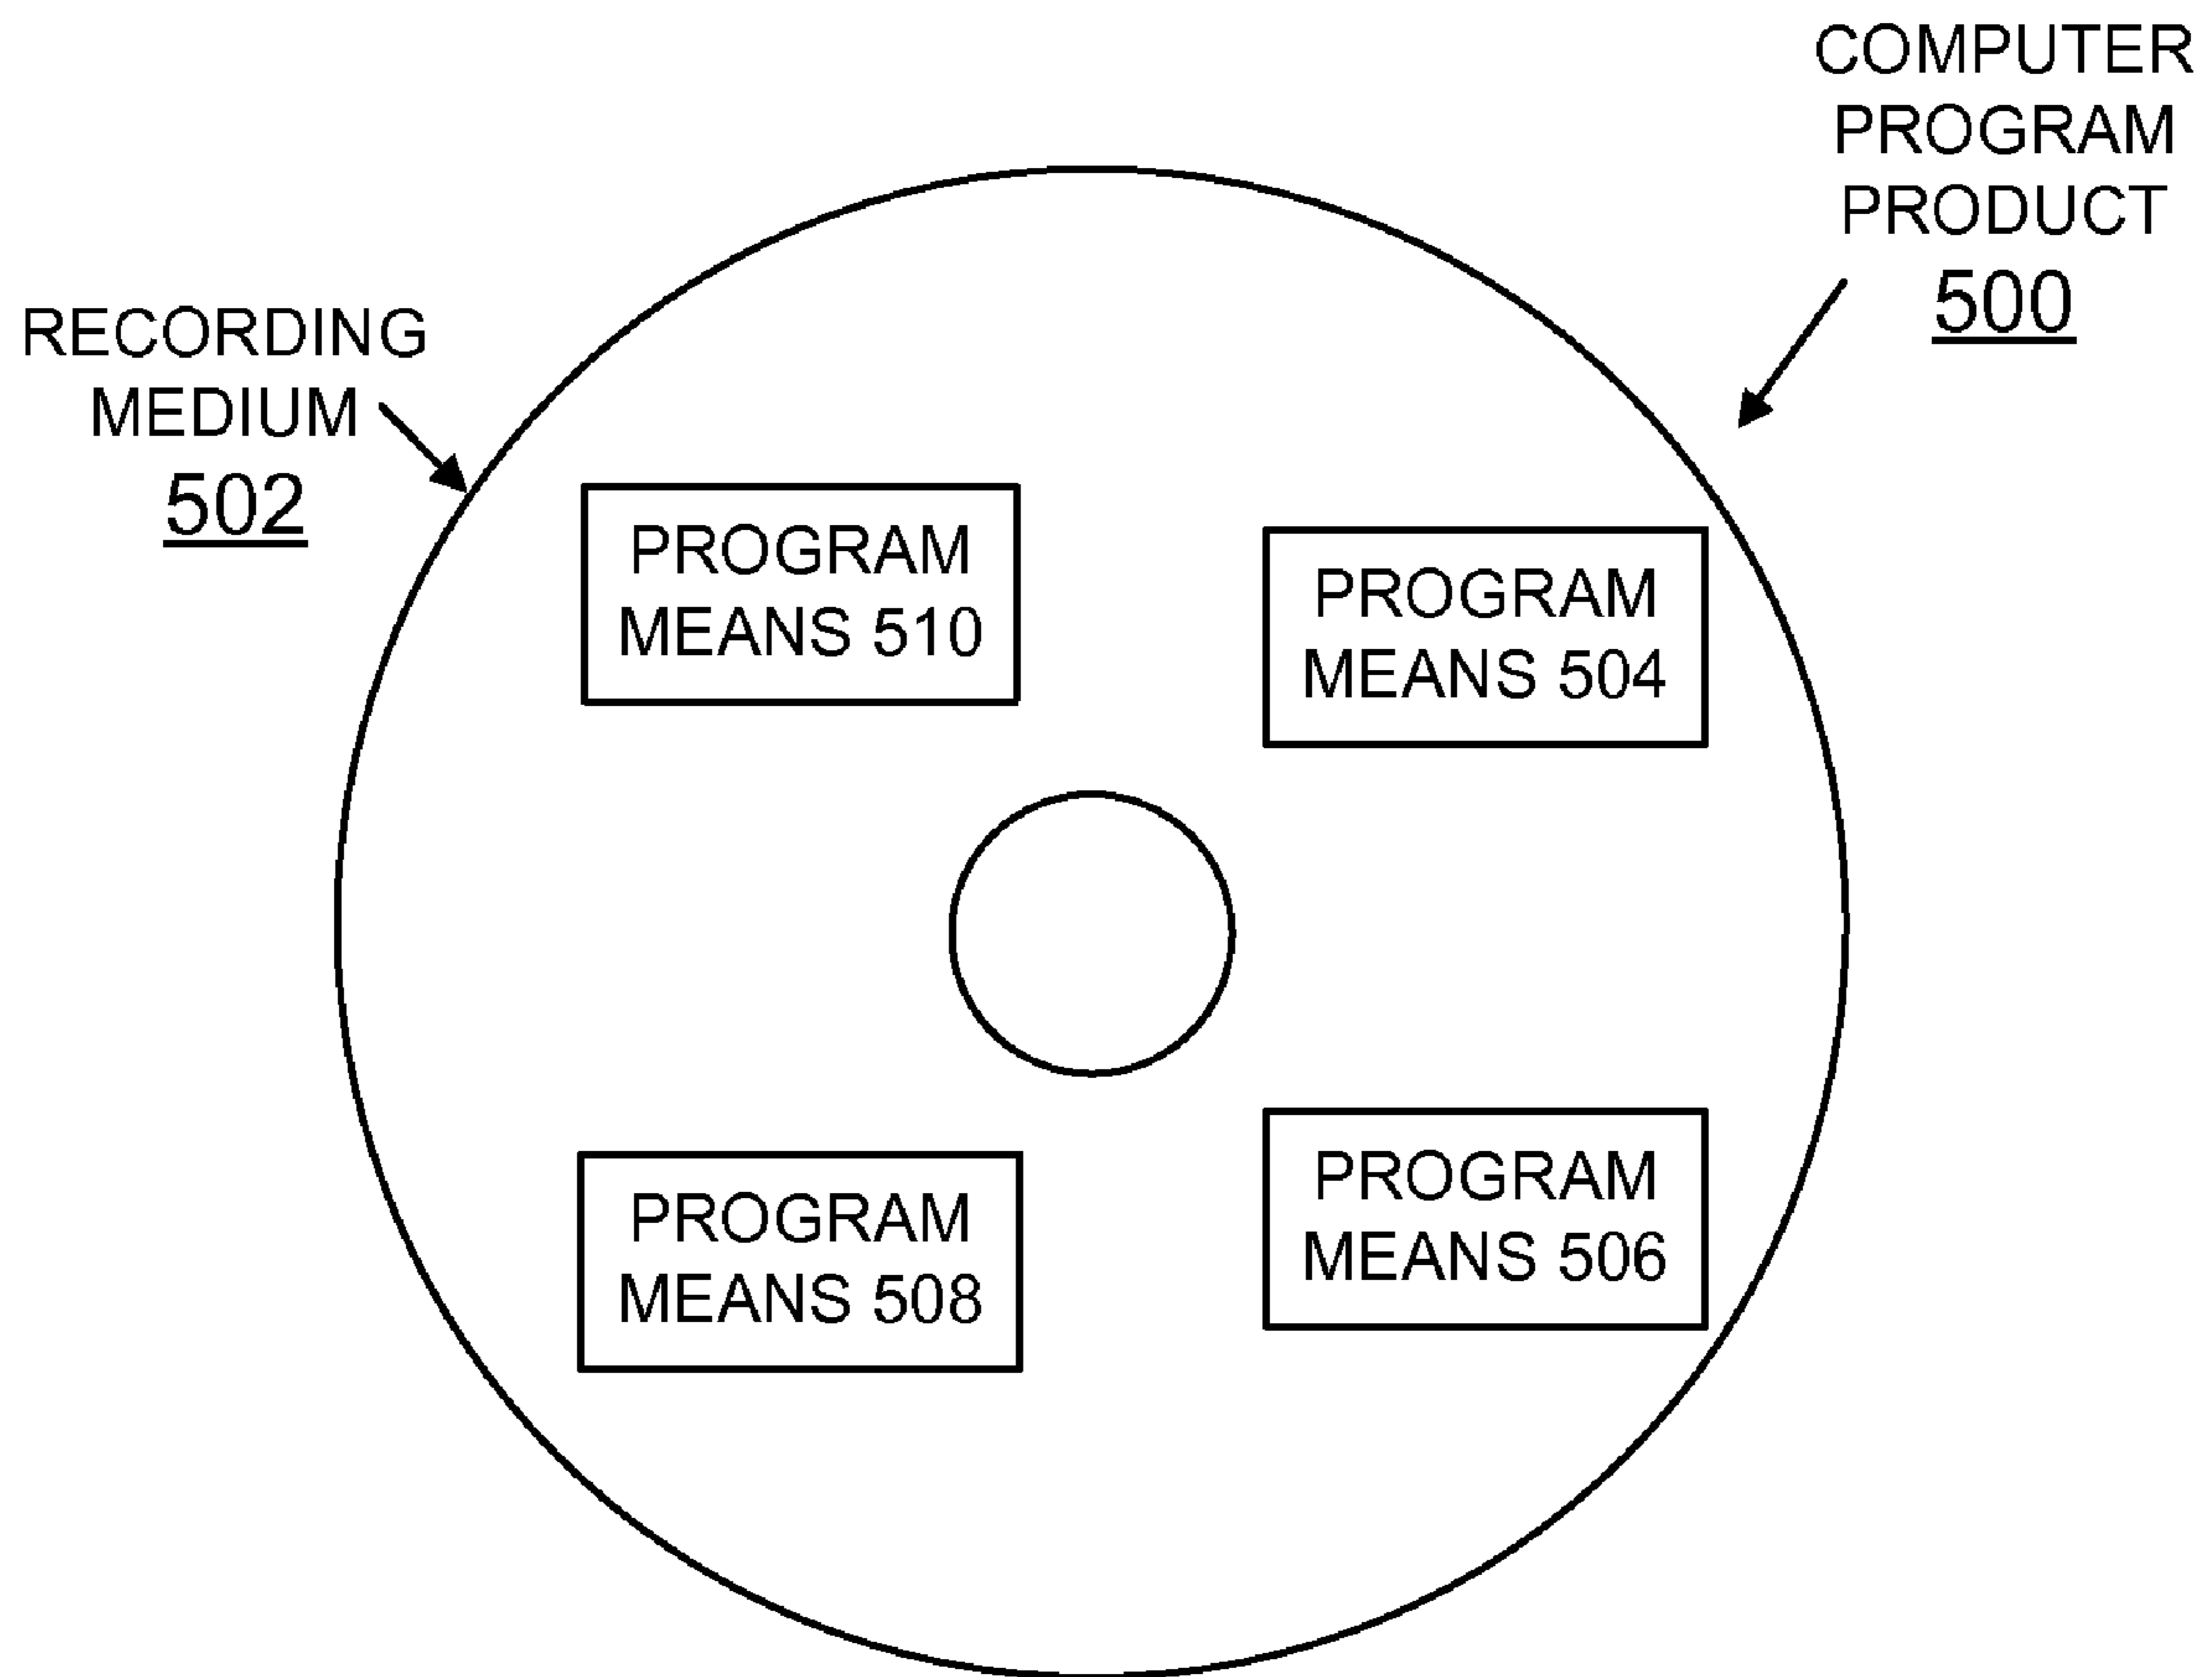 COMPUTER
PROGRAM
PRODUCT
500
RECORDING
MEDIUM
502
PROGRAM
MEANS 510
PROGRAM
MEANS 504
PROGRAM
MEANS 508
PROGRAM
MEANS 506